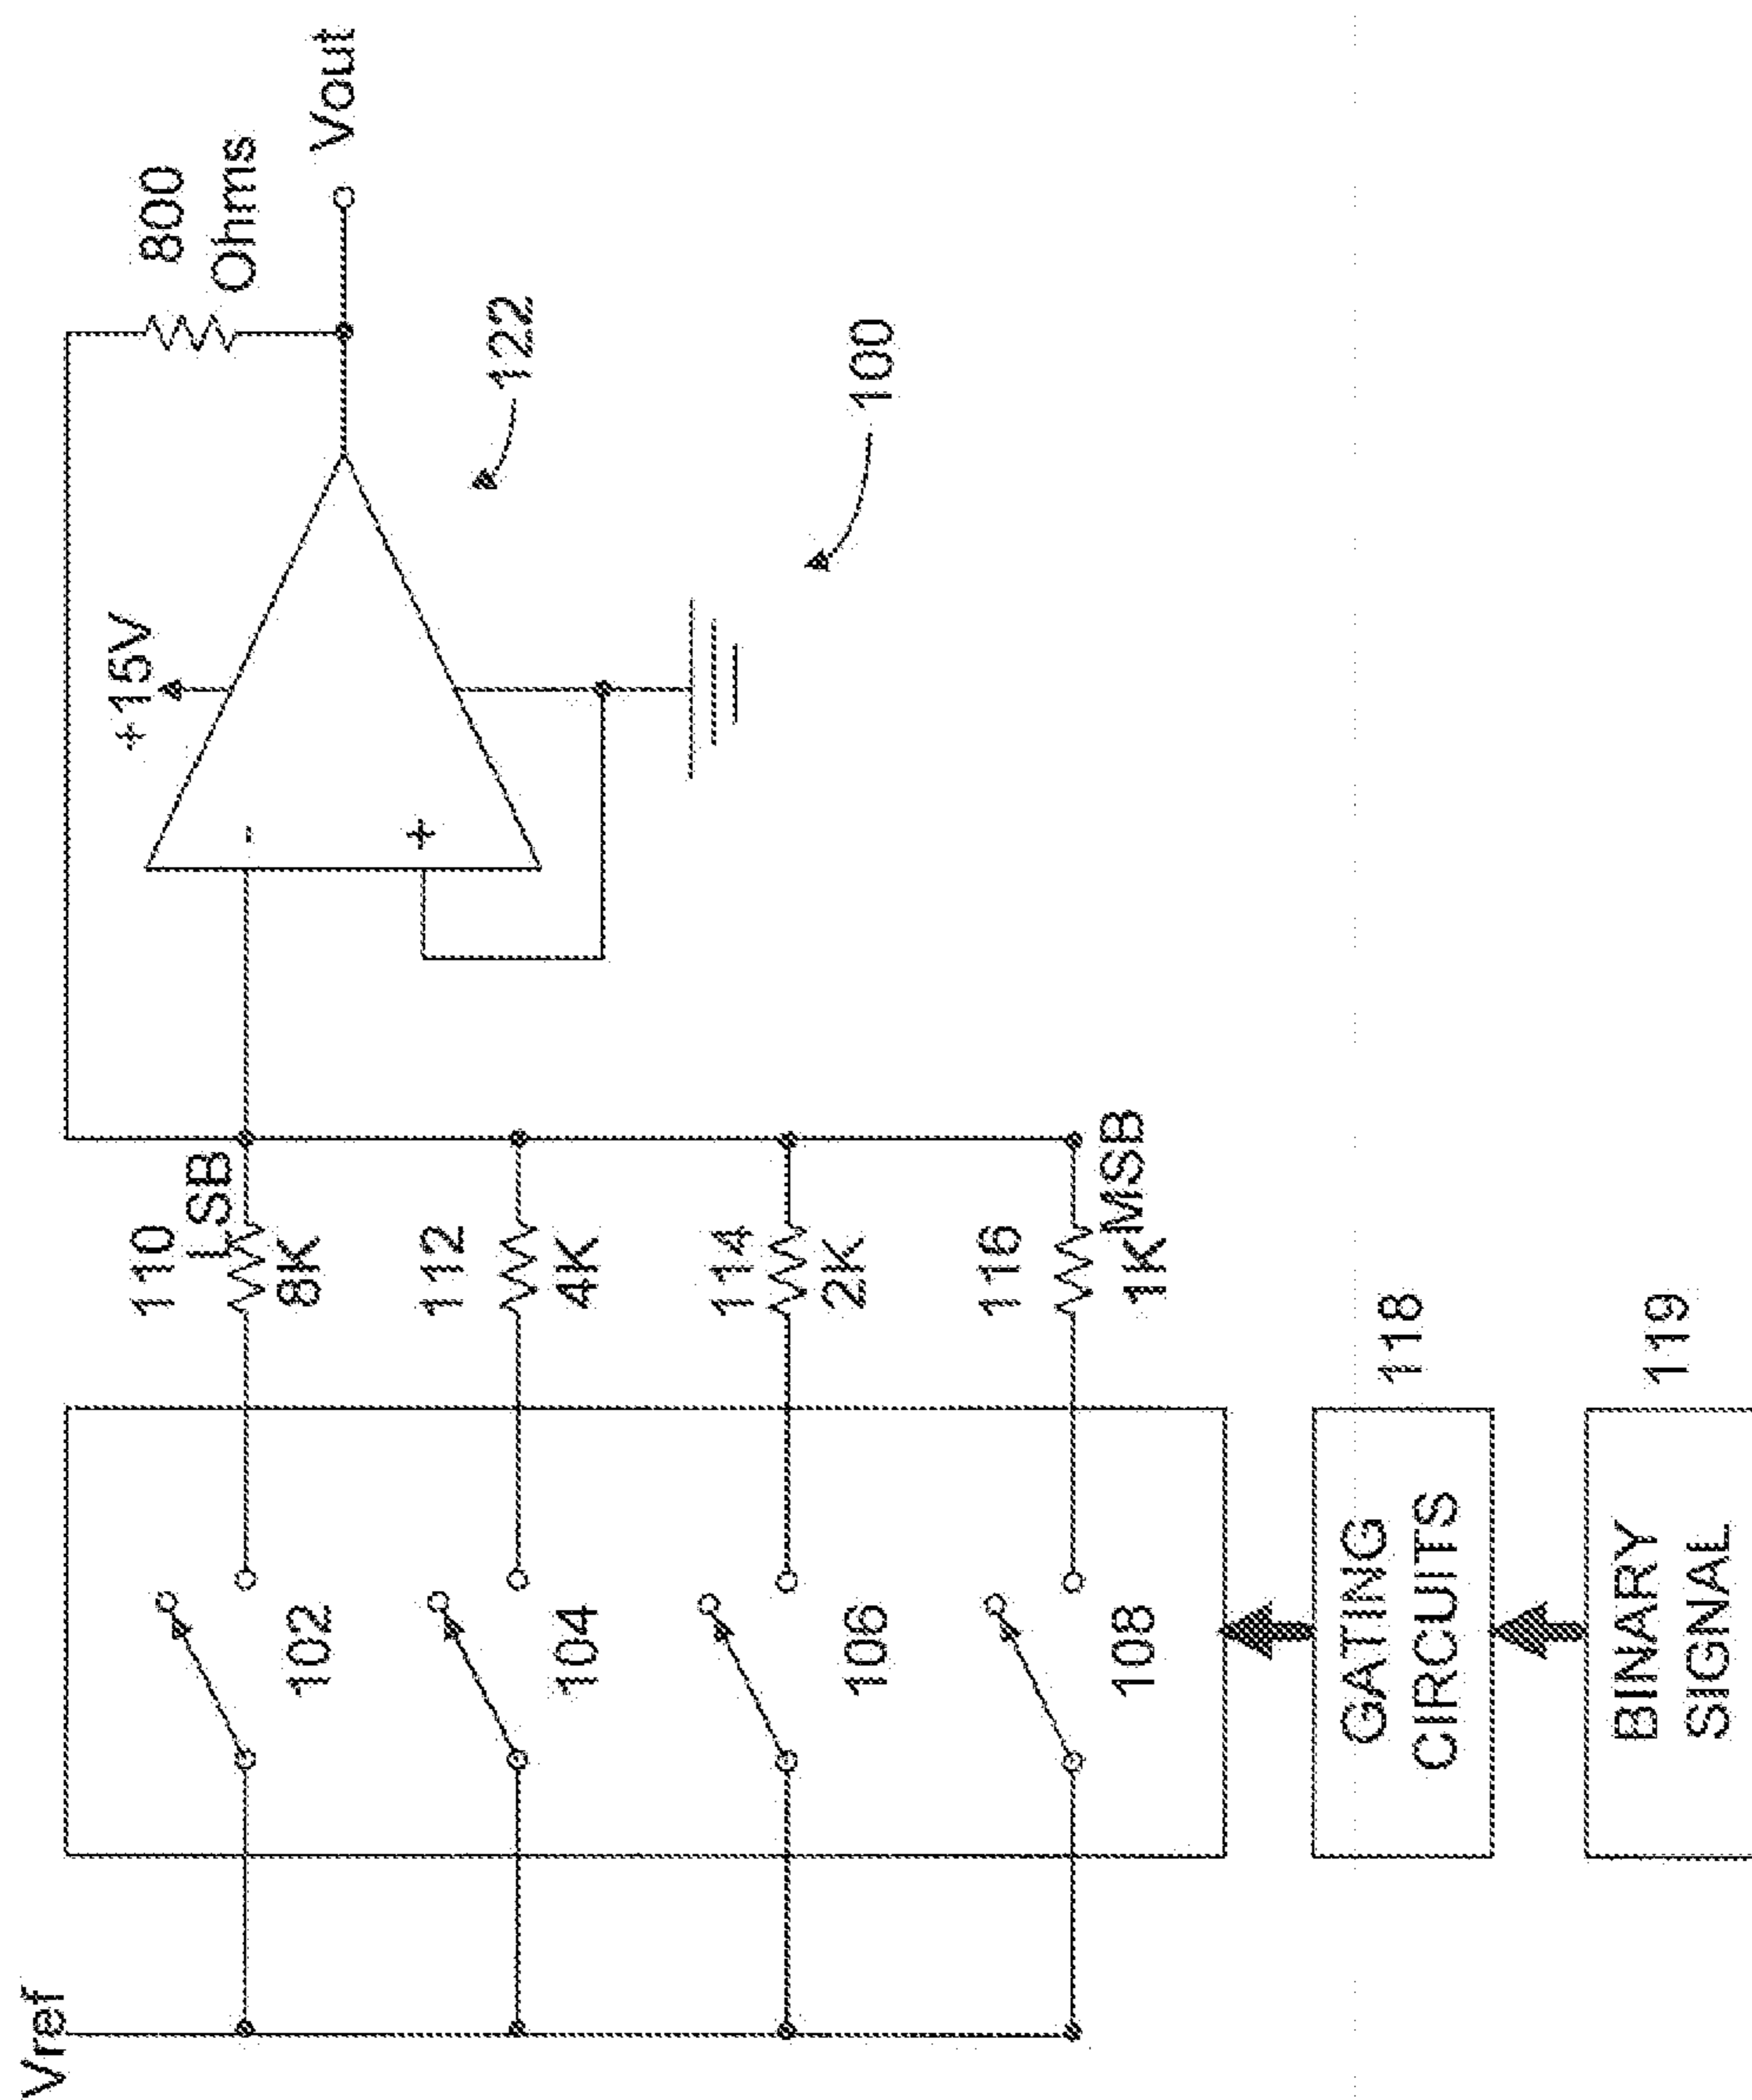 Vref
102
104
106
108
110
LSB
8K
112
4K
114
2K
116
1K
MSB
+15V
-
+
800
Ohms
Vout
122
100
GATING
CIRCUITS
118
BINARY
SIGNAL
119